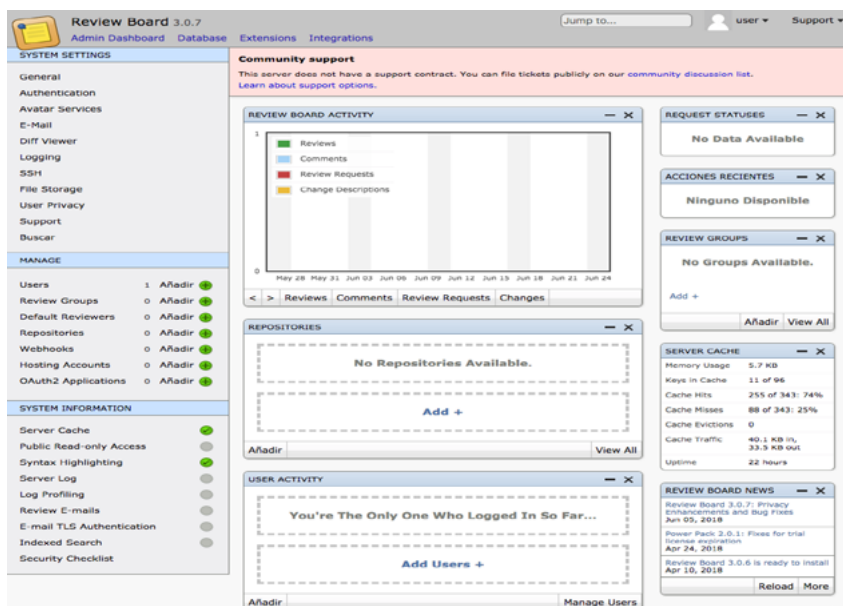 Review Board 3.0.7
Jump to...
user
Support
Admin Dashboard Database Extensions Integrations
SYSTEM SETTINGS
General
Authentication
Avatar Services
E-Mail
Diff Viewer
Logging
SSH
File Storage
User Privacy
Support
Buscar
MANAGE
Users 1 Añadir
Review Groups 0 Añadir
Default Reviewers 0 Añadir
Repositories 0 Añadir
Webhooks 0 Añadir
Hosting Accounts 0 Añadir
OAuth2 Applications 0 Añadir
SYSTEM INFORMATION
Server Cache
Public Read-only Access
Syntax Highlighting
Server Log
Log Profiling
Review E-mails
E-mail TLS Authentication
Indexed Search
Security Checklist
Community support
This server does not have a support contract. You can file tickets publicly on our community discussion list.
Learn about support options.
REVIEW BOARD ACTIVITY
1
Reviews
Comments
Review Requests
Change Descriptions
0
May 28 May 31 Jun 03 Jun 06 Jun 09 Jun 12 Jun 15 Jun 18 Jun 21 Jun 24
< > Reviews Comments Review Requests Changes
REPOSITORIES
No Repositories Available.
Add +
Añadir View All
USER ACTIVITY
You're The Only One Who Logged In So Far...
Add Users +
Añadir Manage Users
REQUEST STATUSES
No Data Available
ACCIONES RECIENTES
Ninguno Disponible
REVIEW GROUPS
No Groups Available.
Add +
Añadir View All
SERVER CACHE
Memory Usage 5.7 KB
Keys in Cache 11 of 96
Cache Hits 255 of 343: 74%
Cache Misses 88 of 343: 25%
Cache Evictions 0
Cache Traffic 40.1 KB in,
33.5 KB out
Uptime 22 hours
REVIEW BOARD NEWS
Review Board 3.0.7: Privacy
Enhancements and Bug Fixes
Jun 05, 2018
Power Pack 2.0.1: Fixes for trial
license expiration
Apr 24, 2018
Review Board 3.0.6 is ready to install
Apr 10, 2018
Reload More